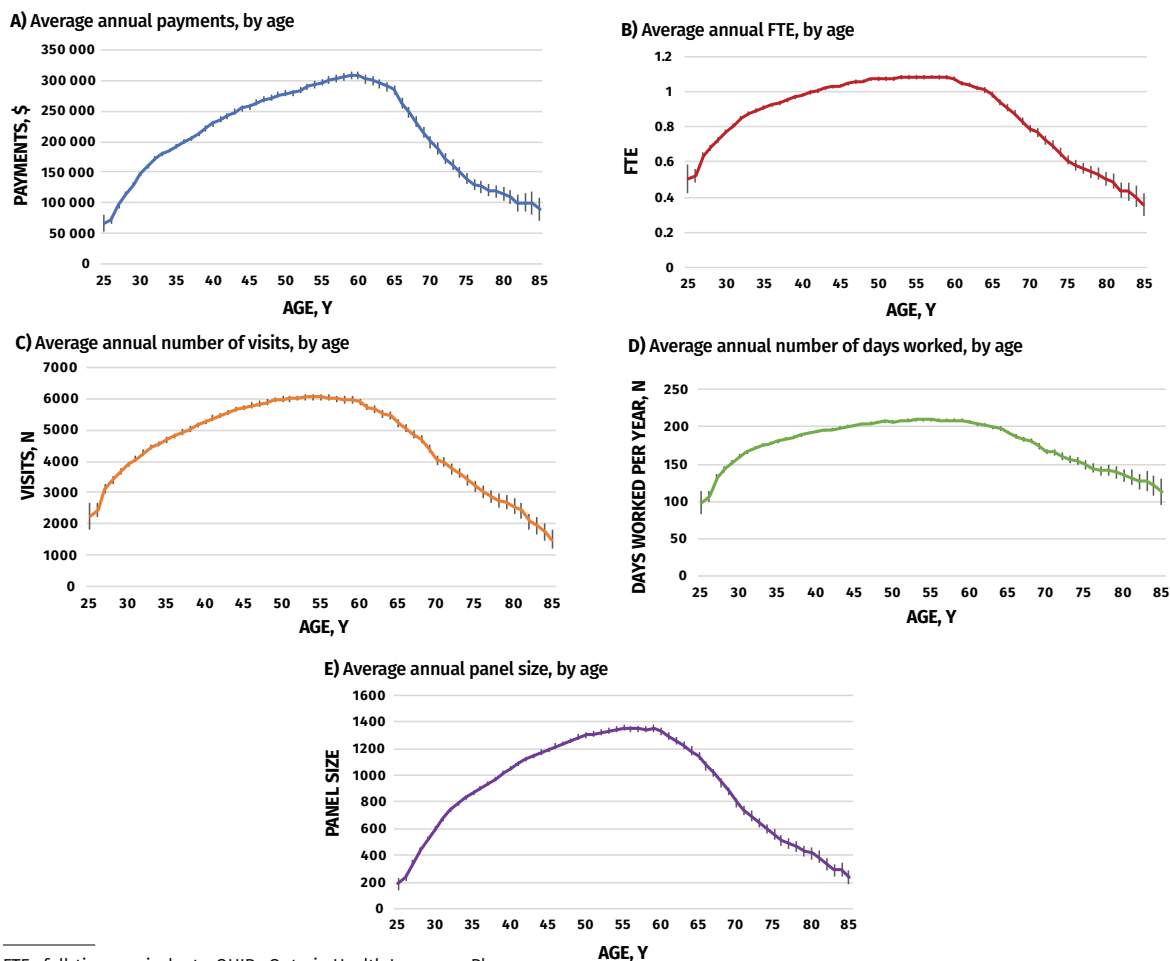 A) Average annual payments, by age
350 000
300 000
250 000
200 000
150 000
100 000
50 000
0
PAYMENTS, $
25 30 35 40 45 50 55 60 65 70 75 80 85
AGE, Y
B) Average annual FTE, by age
1.2
1
0.8
0.6
0.4
0.2
0
FTE
25 30 35 40 45 50 55 60 65 70 75 80 85
AGE, Y
C) Average annual number of visits, by age
7000
6000
5000
4000
3000
2000
1000
0
VISITS, N
25 30 35 40 45 50 55 60 65 70 75 80 85
AGE, Y
D) Average annual number of days worked, by age
250
200
150
100
50
0
DAYS WORKED PER YEAR, N
25 30 35 40 45 50 55 60 65 70 75 80 85
AGE, Y
E) Average annual panel size, by age
1600
1400
1200
1000
800
600
400
200
0
PANEL SIZE
25 30 35 40 45 50 55 60 65 70 75 80 85
AGE, Y